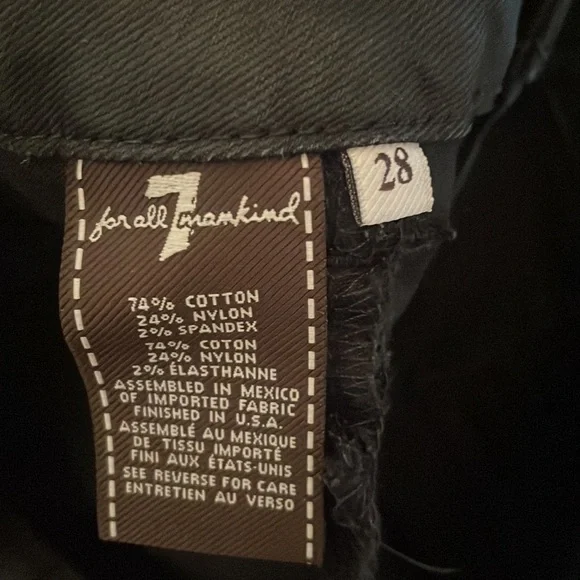 for all 7 mankind
28
74% COTTON
24% NYLON
2% SPANDEX
74% COTON
24% NYLON
2% ÉLASTHANNE
ASSEMBLED IN MEXICO
OF IMPORTED FABRIC
FINISHED IN U.S.A.
ASSEMBLÉ AU MEXIQUE
DE TISSU IMPORTÉ
FINI AUX ÉTATS-UNIS
SEE REVERSE FOR CARE
ENTRETIEN AU VERSO